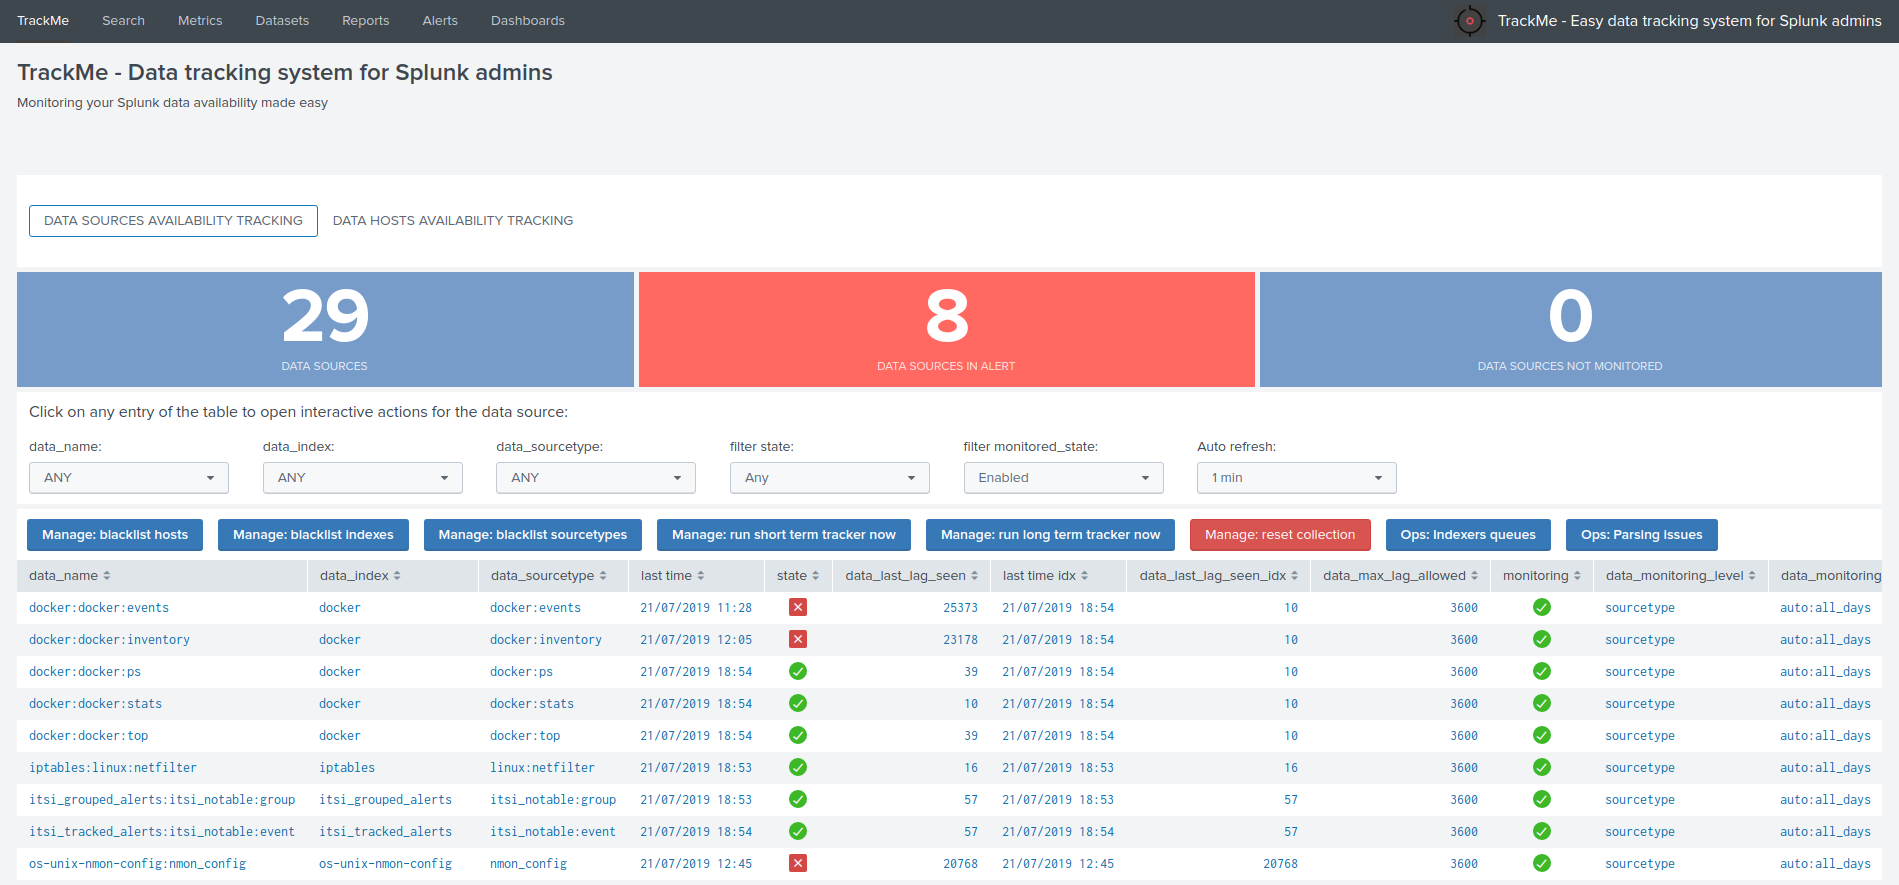 TrackMe Search Metrics Datasets Reports Alerts Dashboards TrackMe - Easy data tracking system for Splunk admins
TrackMe - Data tracking system for Splunk admins
Monitoring your Splunk data availability made easy
DATA SOURCES AVAILABILITY TRACKING DATA HOSTS AVAILABILITY TRACKING
29 8 0
DATA SOURCES DATA SOURCES IN ALERT DATA SOURCES NOT MONITORED
Click on any entry of the table to open interactive actions for the data source:
data_name: data_index: data_sourcetype: filter state: filter monitored_state: Auto refresh:
ANY ANY ANY Any Enabled 1 min
Manage: blacklist hosts Manage: blacklist indexes Manage: blacklist sourcetypes Manage: run short term tracker now Manage: run long term tracker now Manage: reset collection Ops: Indexers queues Ops: Parsing issues
data_name data_index data_sourcetype last time state data_last_lag_seen last time idx data_last_lag_seen_idx data_max_lag_allowed monitoring data_monitoring_level data_monitoring
docker:docker:events docker docker:events 21/07/2019 11:28 25373 21/07/2019 18:54 10 3600 sourcetype auto:all_days
docker:docker:inventory docker docker:inventory 21/07/2019 12:05 23178 21/07/2019 18:54 10 3600 sourcetype auto:all_days
docker:docker:ps docker docker:ps 21/07/2019 18:54 39 21/07/2019 18:54 10 3600 sourcetype auto:all_days
docker:docker:stats docker docker:stats 21/07/2019 18:54 10 21/07/2019 18:54 10 3600 sourcetype auto:all_days
docker:docker:top docker docker:top 21/07/2019 18:54 39 21/07/2019 18:54 10 3600 sourcetype auto:all_days
iptables:linux:netfilter iptables linux:netfilter 21/07/2019 18:53 16 21/07/2019 18:53 16 3600 sourcetype auto:all_days
itsi_grouped_alerts:itsi_notable:group itsi_grouped_alerts itsi_notable:group 21/07/2019 18:53 57 21/07/2019 18:53 57 3600 sourcetype auto:all_days
itsi_tracked_alerts:itsi_notable:event itsi_tracked_alerts itsi_notable:event 21/07/2019 18:54 57 21/07/2019 18:54 57 3600 sourcetype auto:all_days
os-unix-nmon-config:nmon_config os-unix-nmon-config nmon_config 21/07/2019 12:45 20768 21/07/2019 12:45 20768 3600 sourcetype auto:all_days